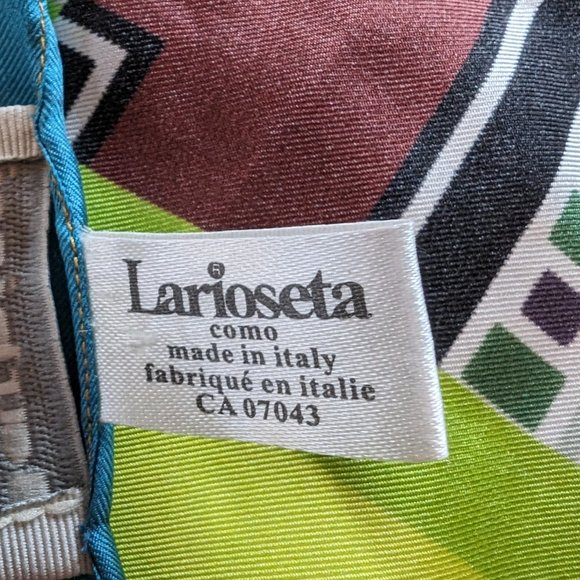 Larioseta
como
made in italy
fabriqué en italie
CA 07043